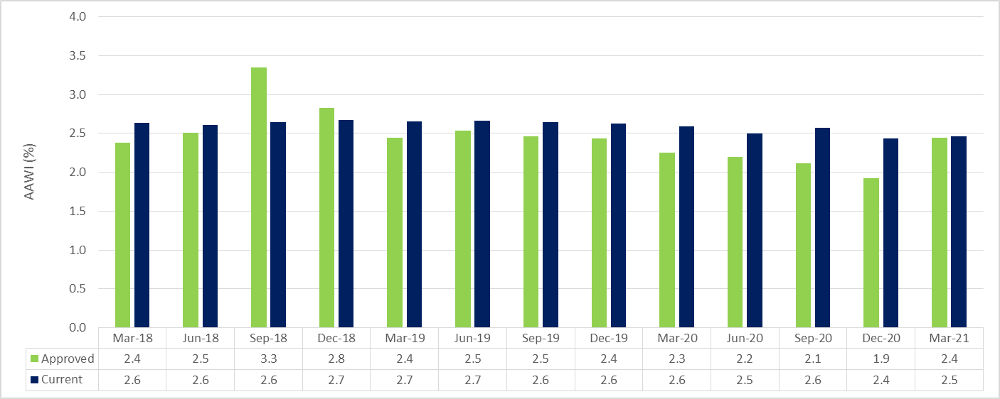 4.0
3.5
3.0
2.5
2.0
1.5
1.0
0.5
0.0
AAWI (%)
Mar-18 Jun-18 Sep-18 Dec-18 Mar-19 Jun-19 Sep-19 Dec-19 Mar-20 Jun-20 Sep-20 Dec-20 Mar-21
Approved 2.4 2.5 3.3 2.8 2.4 2.5 2.5 2.4 2.3 2.2 2.1 1.9 2.4
Current 2.6 2.6 2.6 2.7 2.7 2.7 2.6 2.6 2.6 2.5 2.6 2.4 2.5